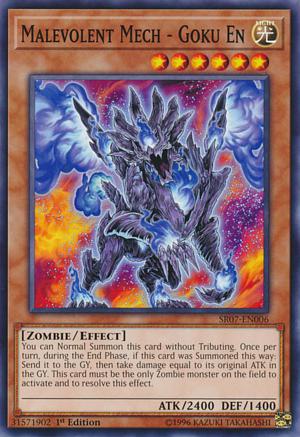 MALEVOLENT MECH - GOKU EN
LIGHT
光
SR07-EN006
[ZOMBIE/EFFECT]
You can Normal Summon this card without Tributing. Once per
turn, during the End Phase, if this card was Summoned this way:
Send it to the GY, then take damage equal to its original ATK in
the GY. This card must be the only Zombie monster on the field to
activate and to resolve this effect.
ATK/2400 DEF/1400
31571902 1st Edition ©1996 KAZUKI TAKAHASHI